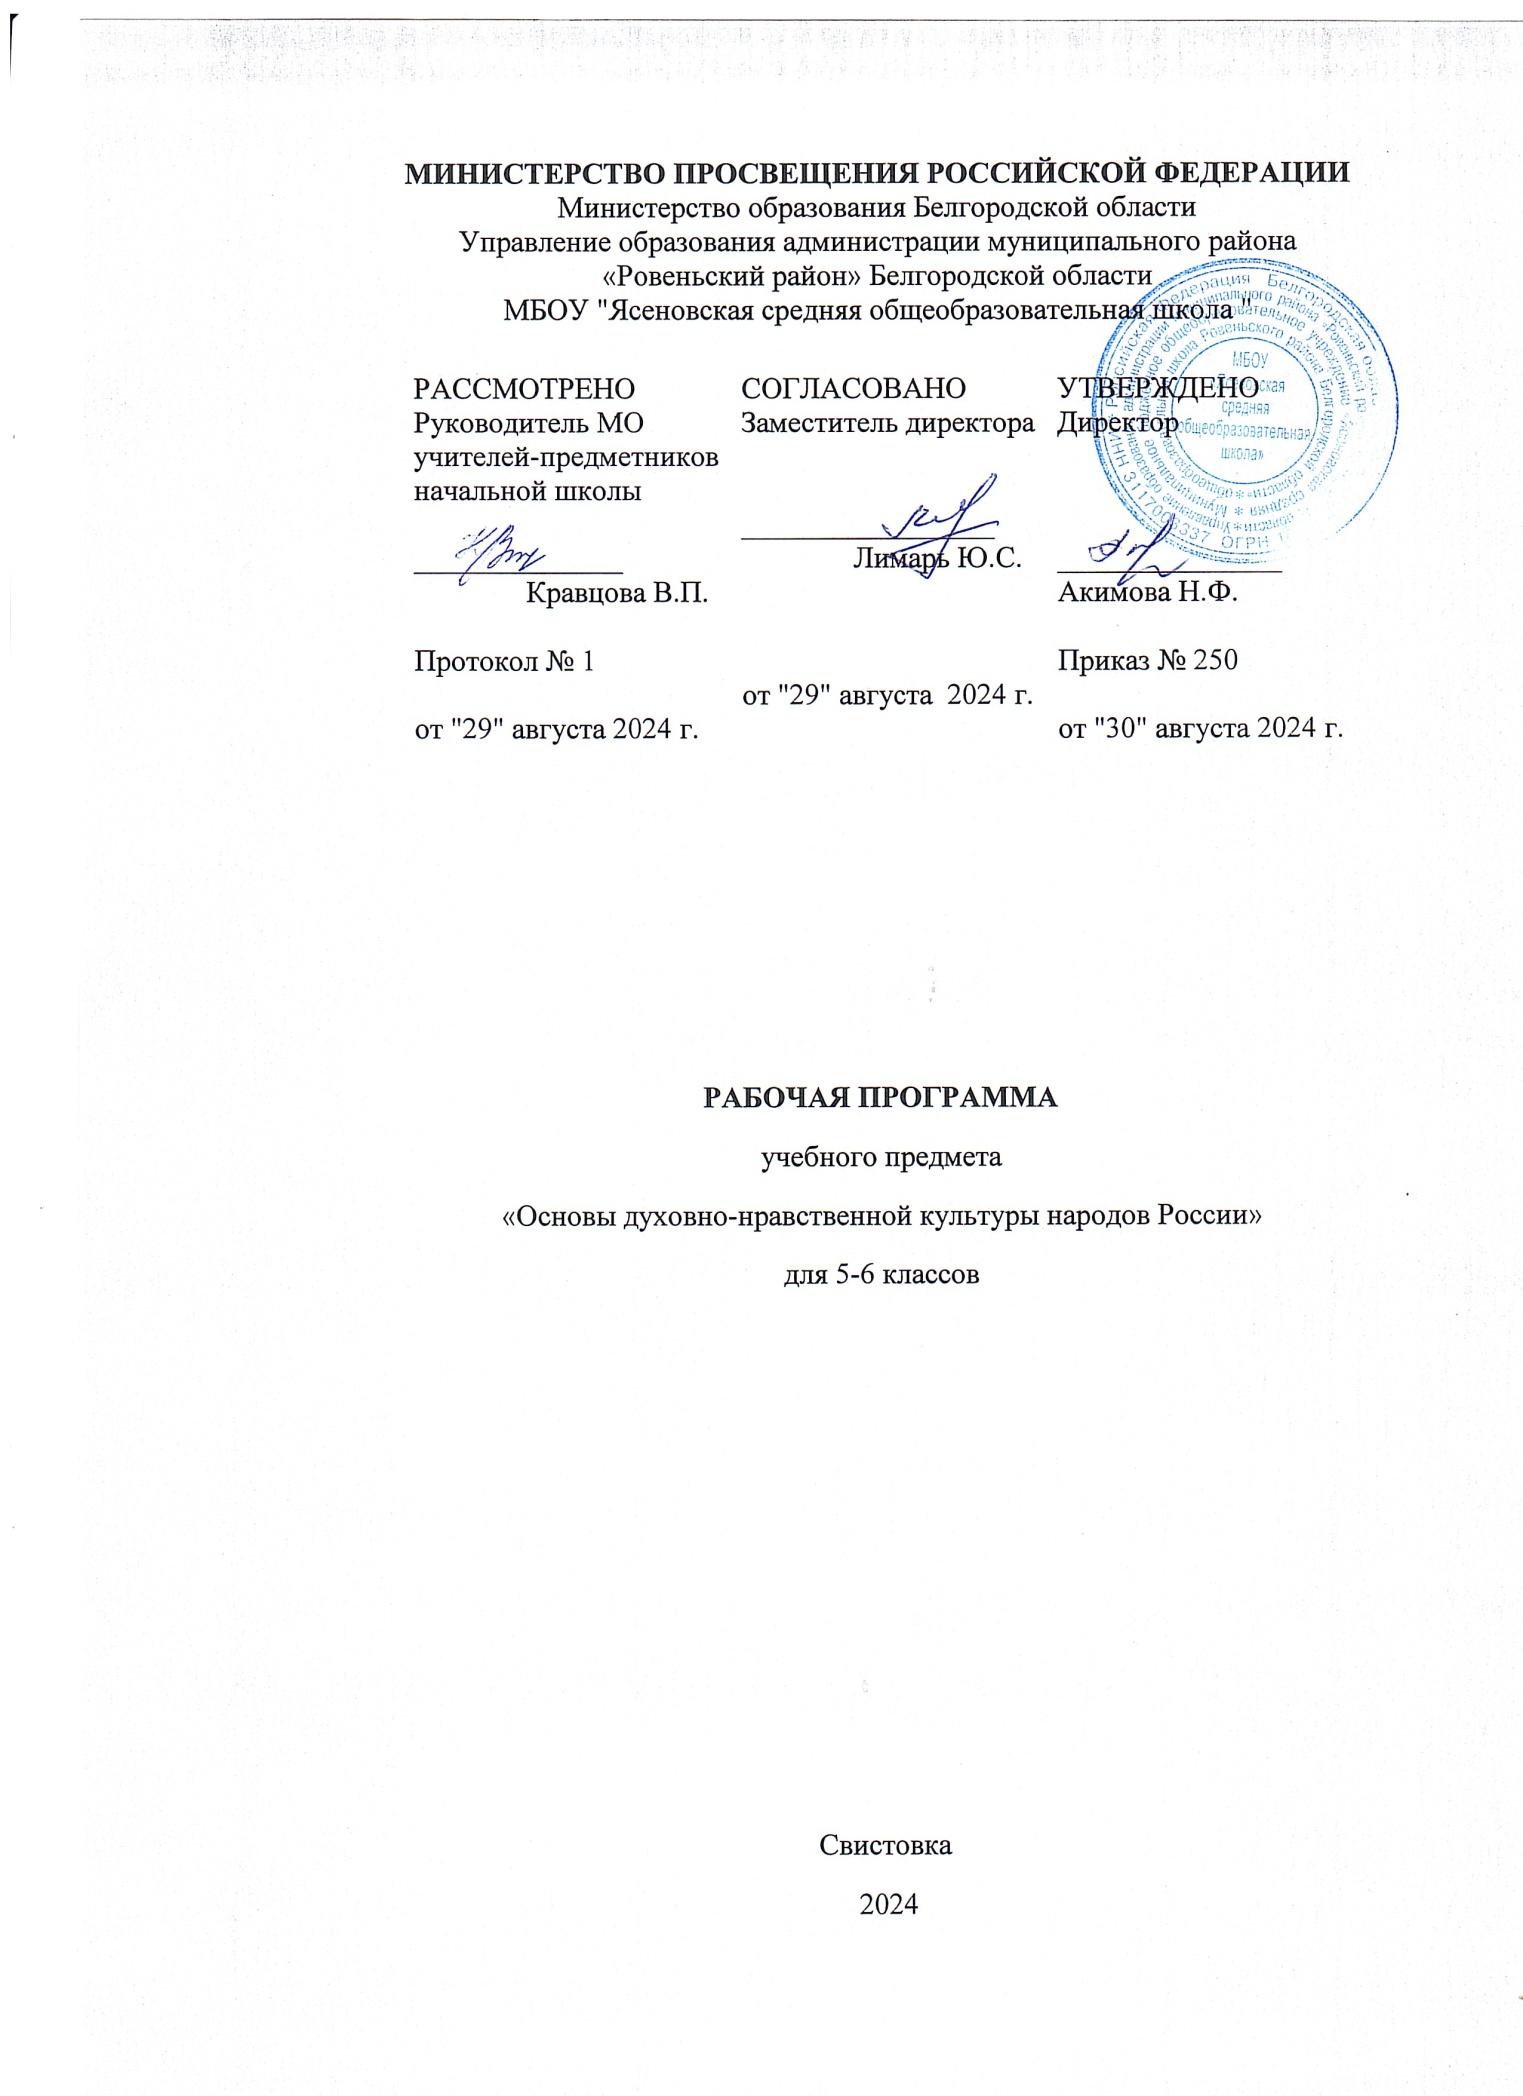 МИНИСТЕРСТВО ПРОСВЕЩЕНИЯ РОССИЙСКОЙ ФЕДЕРАЦИИ
Министерство образования Белгородской области
Управление образования администрации муниципального района
«Ровеньский район» Белгородской области
МБОУ "Ясеновская средняя общеобразовательная школа "
РАССМОТРЕНО
Руководитель МО
учителей-предметников
начальной школы
Кравцова В.П.
Протокол № 1
от "29" августа 2024 г.
СОГЛАСОВАНО
Заместитель директора
Лимарь Ю.С.
от "29" августа  2024 г.
УТВЕРЖДЕНО
Директор
Акимова Н.Ф.
Приказ № 250
от "30" августа 2024 г.
МБОУ
средняя
общеобразовательная
школа»
РАБОЧАЯ ПРОГРАММА
учебного предмета
«Основы духовно-нравственной культуры народов России»
для 5-6 классов
Свистовка
2024